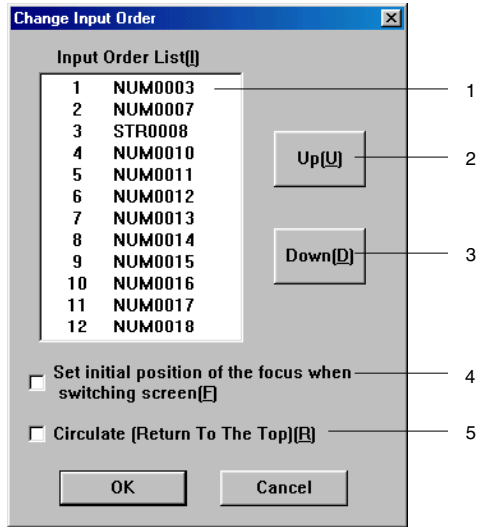 Change Input Order
Input Order List(I)
1 NUM0003
2 NUM0007
3 STR0008
4 NUM0010
5 NUM0011
6 NUM0012
7 NUM0013
8 NUM0014
9 NUM0015
10 NUM0016
11 NUM0017
12 NUM0018
1
Up(U)
2
Down(D)
3
Set initial position of the focus when
switching screen(F)
4
Circulate (Return To The Top)(R)
5
OK
Cancel